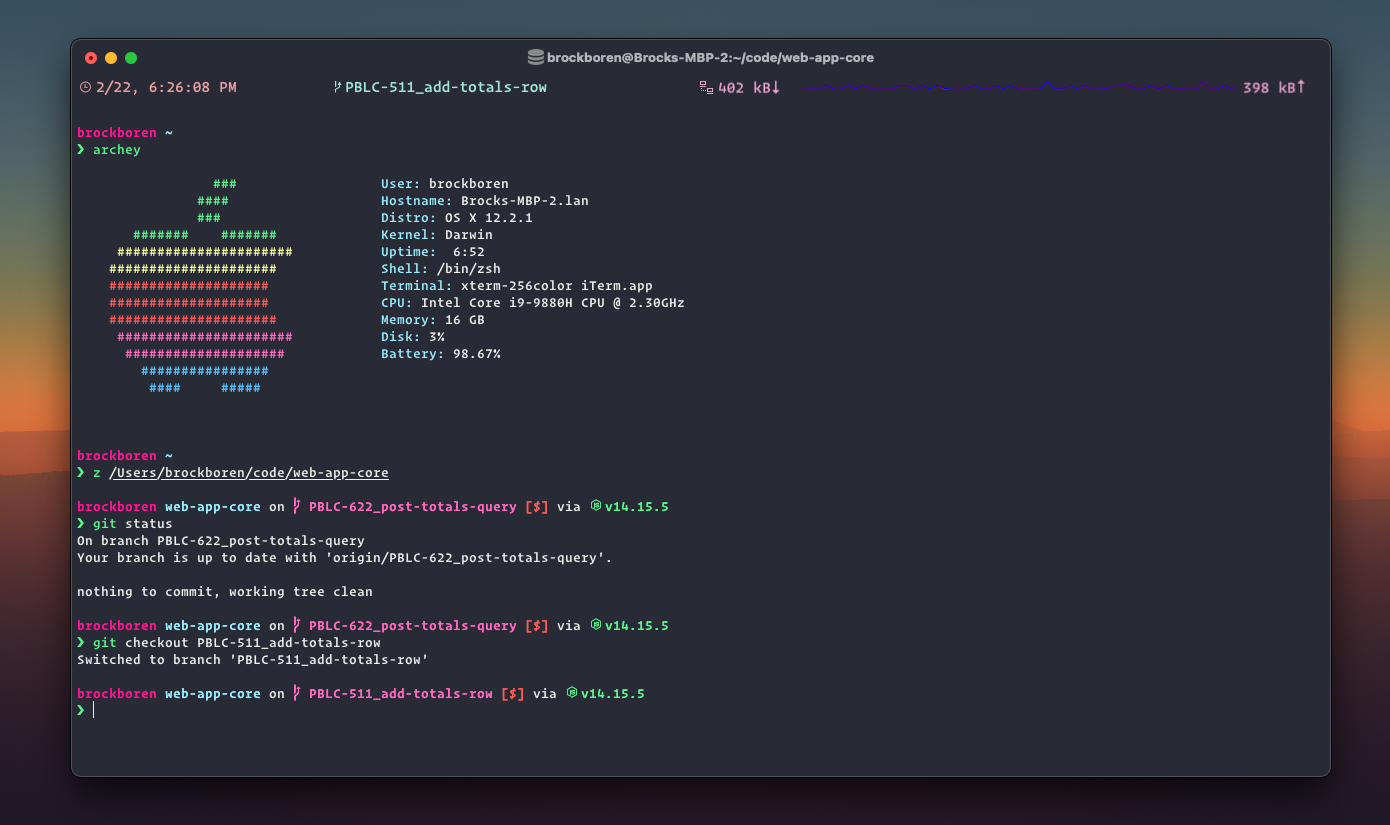 brockboren@Brocks-MBP-2:~/code/web-app-core
2/22, 6:26:08 PM PBLC-511_add-totals-row 402 kB↓ 398 kB↑
brockboren ~
❯ archey
### User: brockboren
#### Hostname: Brocks-MBP-2.lan
### Distro: OS X 12.2.1
####### ####### Kernel: Darwin
###################### Uptime: 6:52
##################### Shell: /bin/zsh
#################### Terminal: xterm-256color iTerm.app
#################### CPU: Intel Core i9-9880H CPU @ 2.30GHz
##################### Memory: 16 GB
###################### Disk: 3%
#################### Battery: 98.67%
################
#### #####
brockboren ~
❯ z /Users/brockboren/code/web-app-core
brockboren web-app-core on PBLC-622_post-totals-query [$] via v14.15.5
❯ git status
On branch PBLC-622_post-totals-query
Your branch is up to date with 'origin/PBLC-622_post-totals-query'.
nothing to commit, working tree clean
brockboren web-app-core on PBLC-622_post-totals-query [$] via v14.15.5
❯ git checkout PBLC-511_add-totals-row
Switched to branch 'PBLC-511_add-totals-row'
brockboren web-app-core on PBLC-511_add-totals-row [$] via v14.15.5
❯